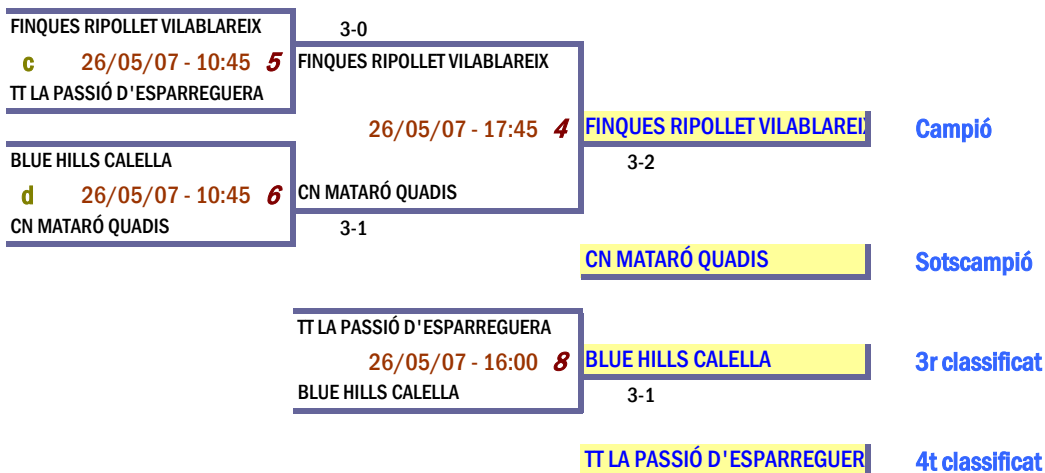 FINQUES RIPOLLET VILABLAREIX
3-0
c 26/05/07 - 10:45 5
FINQUES RIPOLLET VILABLAREIX
TT LA PASSIÓ D'ESPARREGUERA
26/05/07 - 17:45 4
FINQUES RIPOLLET VILABLAREI
Campió
BLUE HILLS CALELLA
3-2
d 26/05/07 - 10:45 6
CN MATARÓ QUADIS
CN MATARÓ QUADIS
3-1
CN MATARÓ QUADIS
Sotscampió
TT LA PASSIÓ D'ESPARREGUERA
26/05/07 - 16:00 8
BLUE HILLS CALELLA
3r classificat
BLUE HILLS CALELLA
3-1
TT LA PASSIÓ D'ESPARREGUER
4t classificat